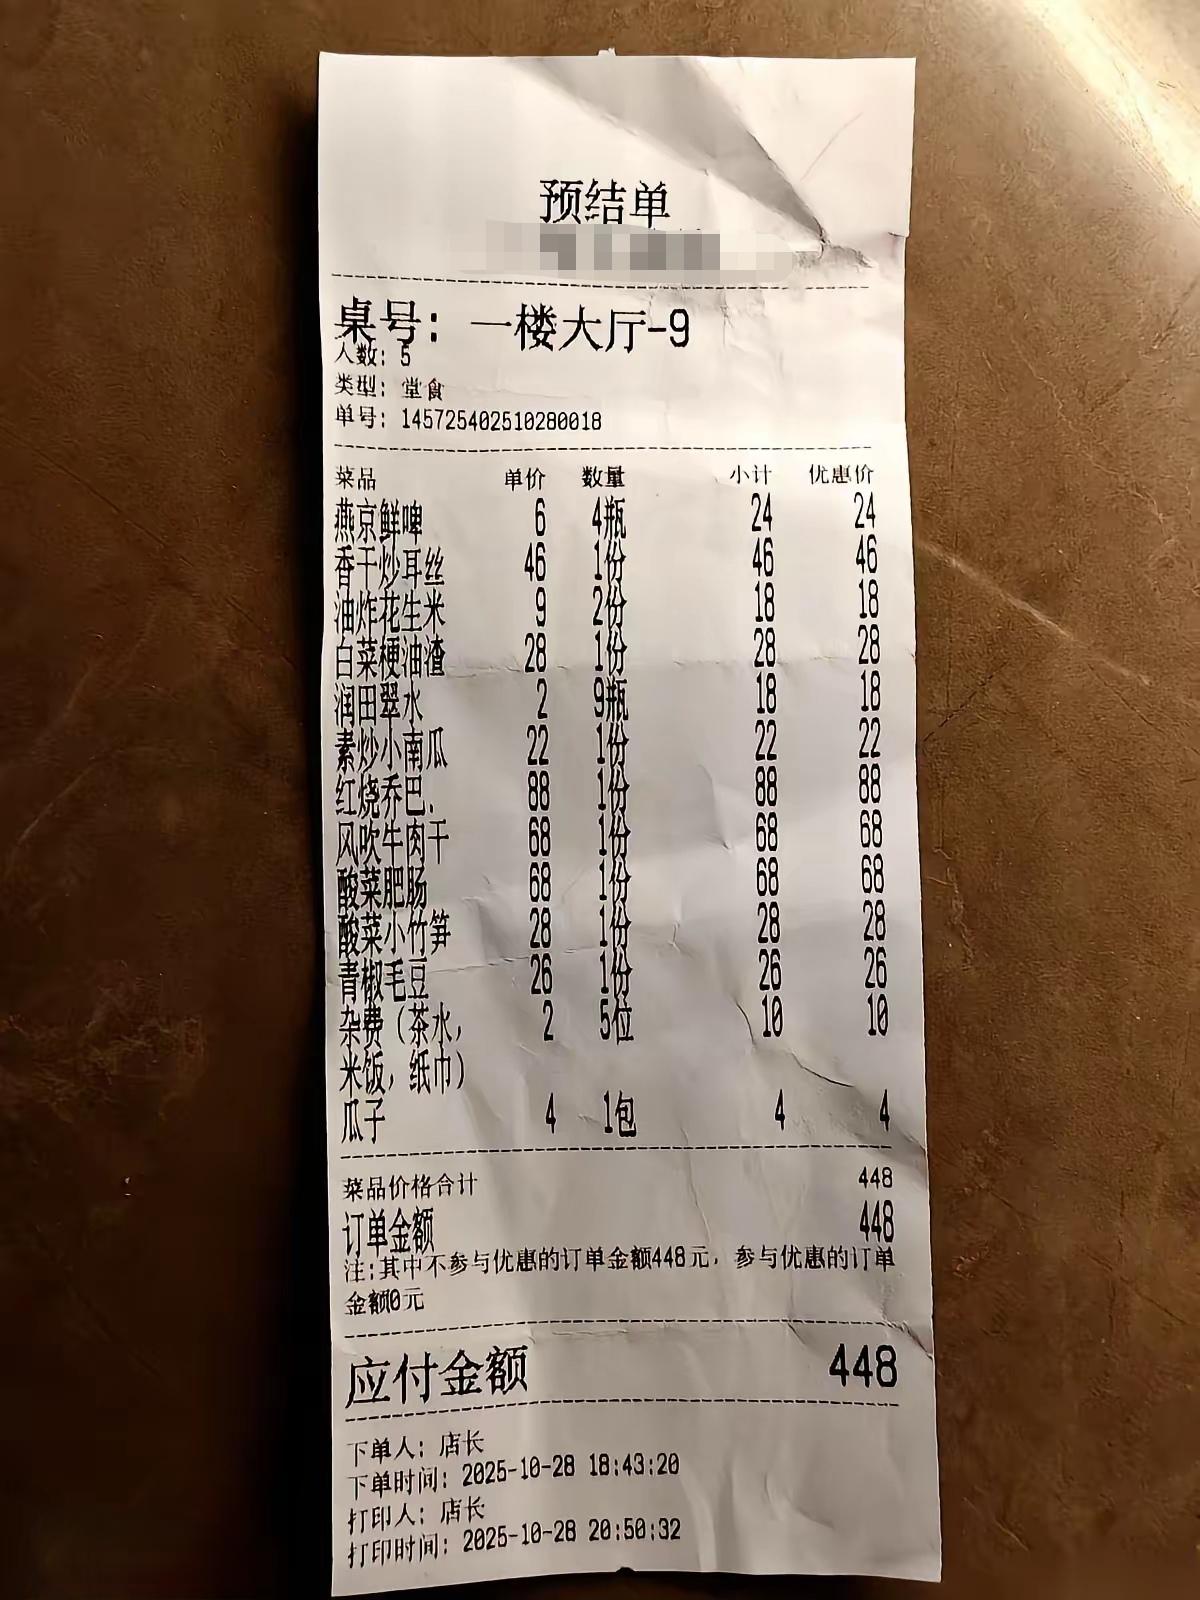 预结单
桌号: 一楼大厅-9
人数: 5
类型: 堂食
单号: 145725402510280018
菜品 单价 数量 小计 优惠价
燕京鲜啤 6 4瓶 24 24
香干炒耳丝 46 1份 46 46
油炸花生米 9 2份 18 18
白菜梗油渣 28 1份 28 28
润田翠水 2 9瓶 18 18
素炒小南瓜 22 1份 22 22
红烧乔巴. 88 1份 88 88
风吹牛肉干 68 1份 68 68
酸菜肥肠 68 1份 68 68
酸菜小竹笋 28 1份 28 28
青椒毛豆 26 1份 26 26
杂费（茶水, 2 5位 10 10
米饭, 纸巾）
瓜子 4 1包 4 4
菜品价格合计 448
订单金额 448
注:其中不参与优惠的订单金额448元, 参与优惠的订单
金额0元
应付金额 448
下单人: 店长
下单时间: 2025-10-28 18:43:20
打印人: 店长
打印时间: 2025-10-28 20:50:32